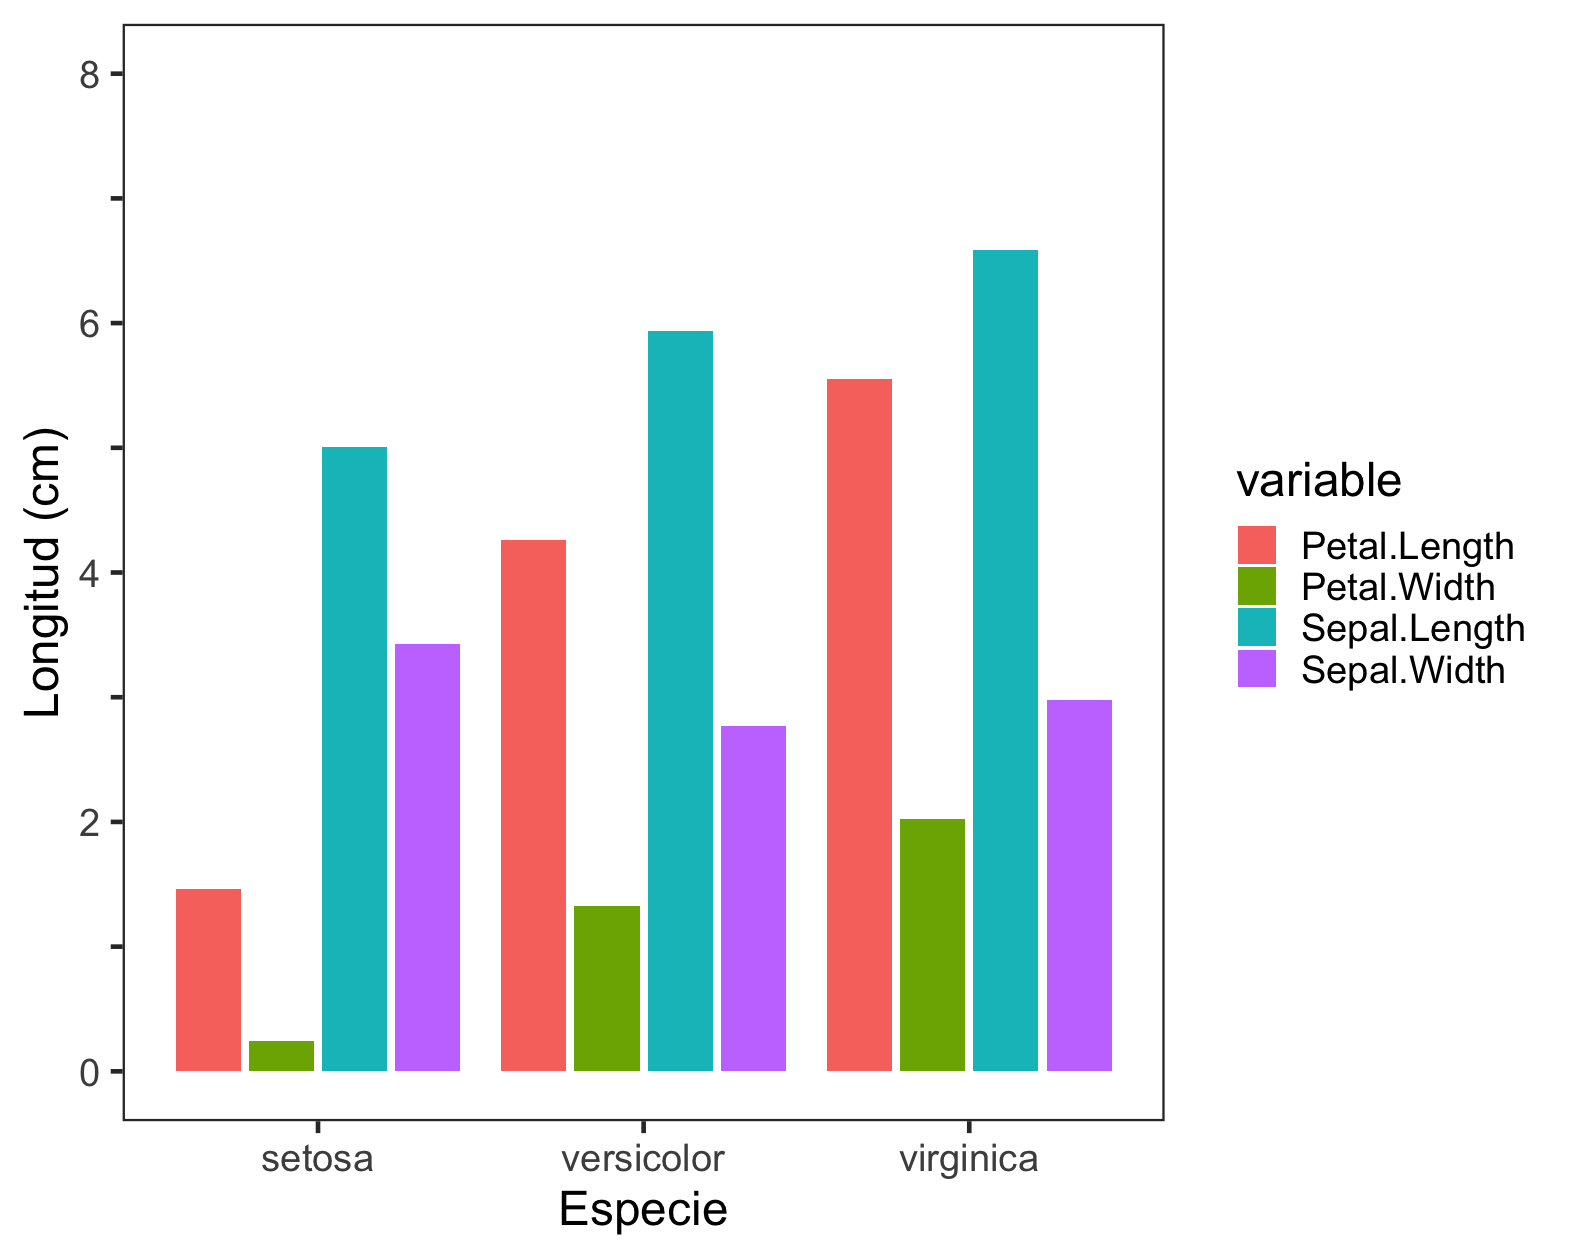 8
6
4
2
0
Longitud (cm)
setosa versicolor virginica
Especie
variable
Petal.Length
Petal.Width
Sepal.Length
Sepal.Width